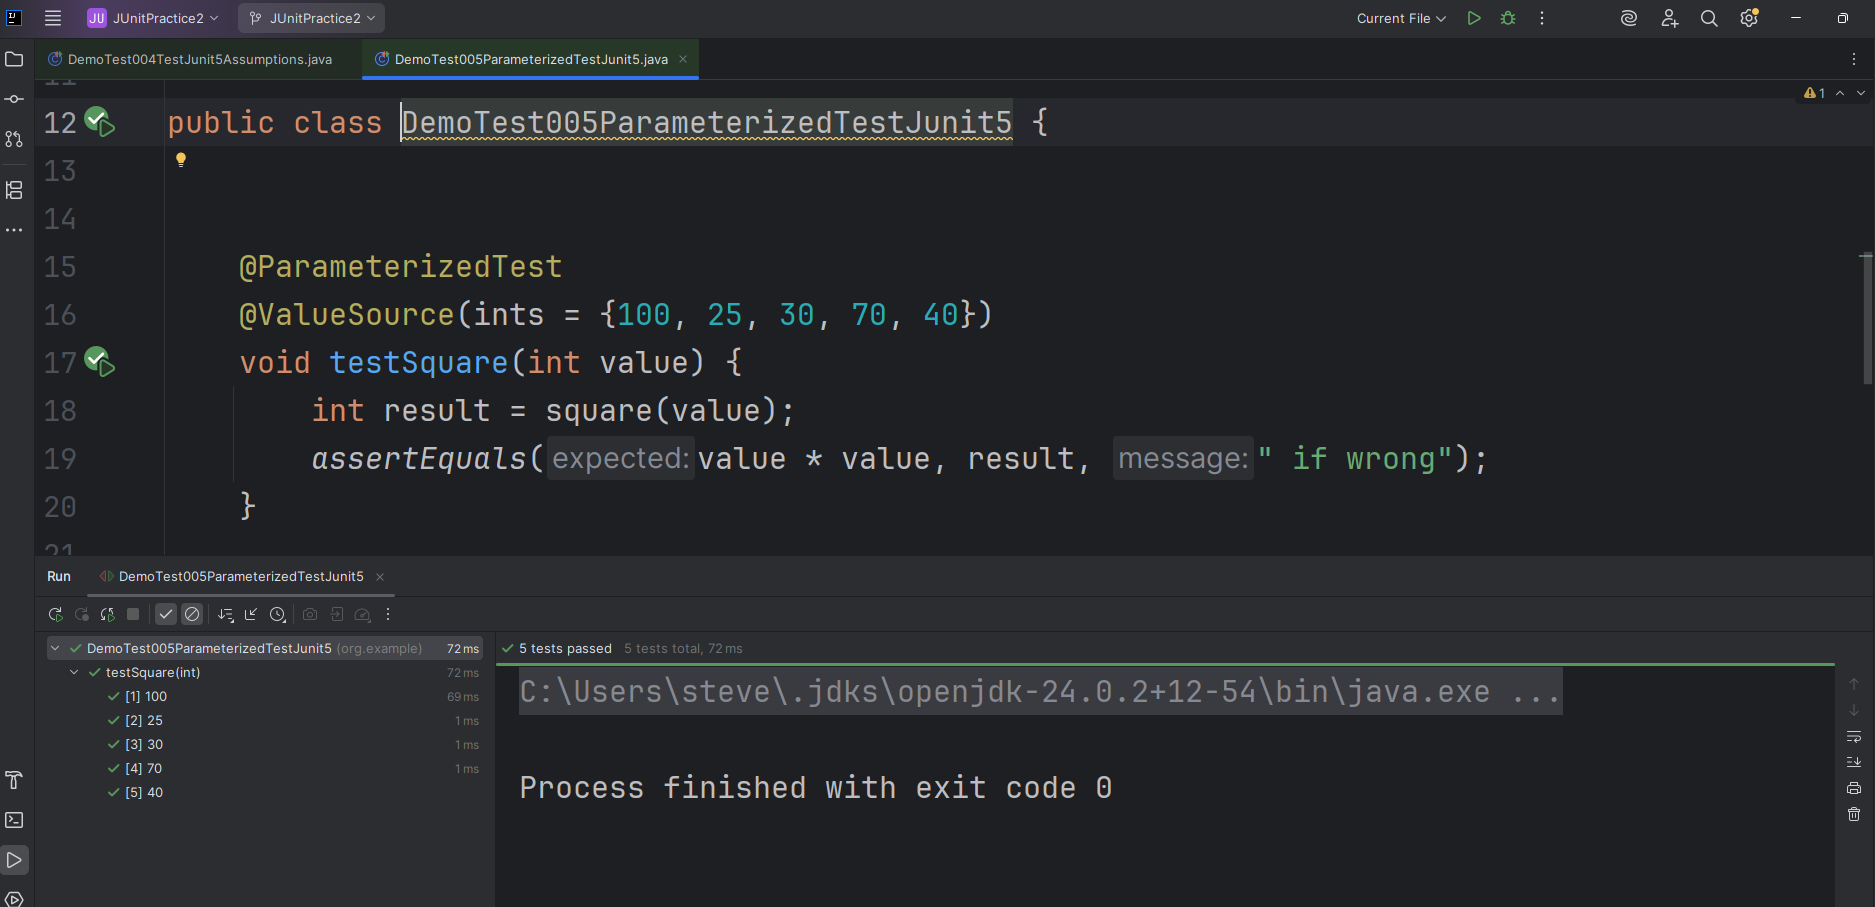 JU JUnitPractice2 JUnitPractice2 Current File
DemoTest004TestJunit5Assumptions.java DemoTest005ParameterizedTestJunit5.java
11
12 public class DemoTest005ParameterizedTestJunit5 { 1
13
14
15 @ParameterizedTest
16 @ValueSource(ints = {100, 25, 30, 70, 40})
17 void testSquare(int value) {
18 int result = square(value);
19 assertEquals( expected: value * value, result, message: " if wrong");
20 }
21
Run DemoTest005ParameterizedTestJunit5
DemoTest005ParameterizedTestJunit5 (org.example) 72 ms
testSquare(int) 72 ms
[1] 100 69 ms
[2] 25 1 ms
[3] 30 1 ms
[4] 70 1 ms
[5] 40
5 tests passed 5 tests total, 72 ms
C:\Users\steve\.jdks\openjdk-24.0.2+12-54\bin\java.exe ...
Process finished with exit code 0